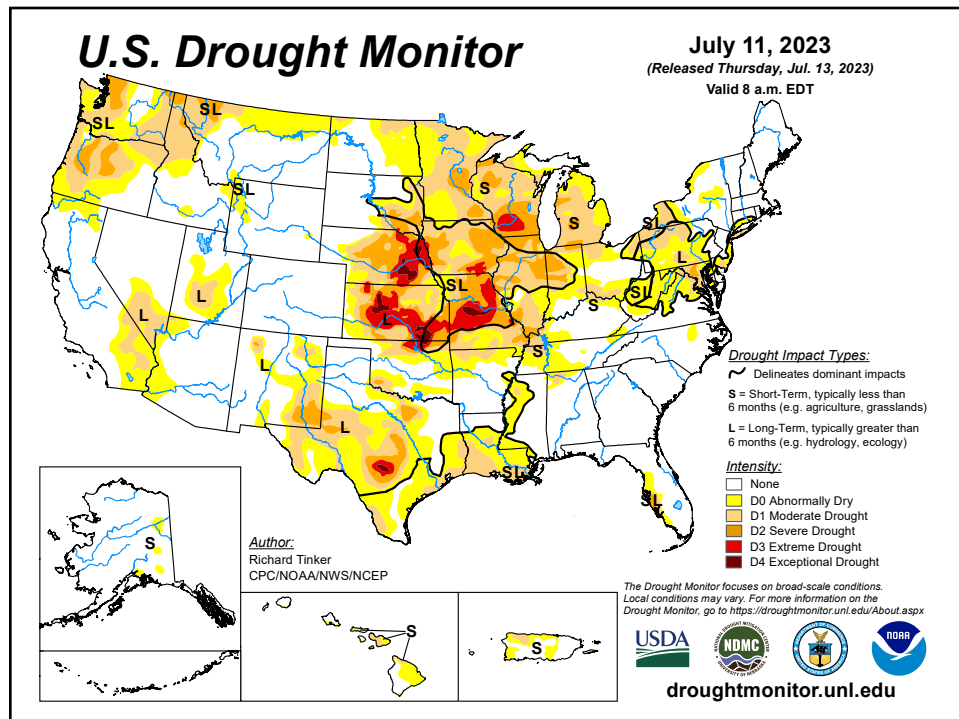 U.S. Drought Monitor
July 11, 2023
(Released Thursday, Jul. 13, 2023)
Valid 8 a.m. EDT
SL
SL
SL
S
S
SL
L
SL
S
S
SL
L
L
L
L
L
SL
SL
S
S
S
Drought Impact Types:
Delineates dominant impacts
S = Short-Term, typically less than
6 months (e.g. agriculture, grasslands)
L = Long-Term, typically greater than
6 months (e.g. hydrology, ecology)
Intensity:
None
D0 Abnormally Dry
D1 Moderate Drought
D2 Severe Drought
D3 Extreme Drought
D4 Exceptional Drought
Author:
Richard Tinker
CPC/NOAA/NWS/NCEP
The Drought Monitor focuses on broad-scale conditions.
Local conditions may vary. For more information on the
Drought Monitor, go to https://droughtmonitor.unl.edu/About.aspx
USDA
NDMC
NOAA
droughtmonitor.unl.edu